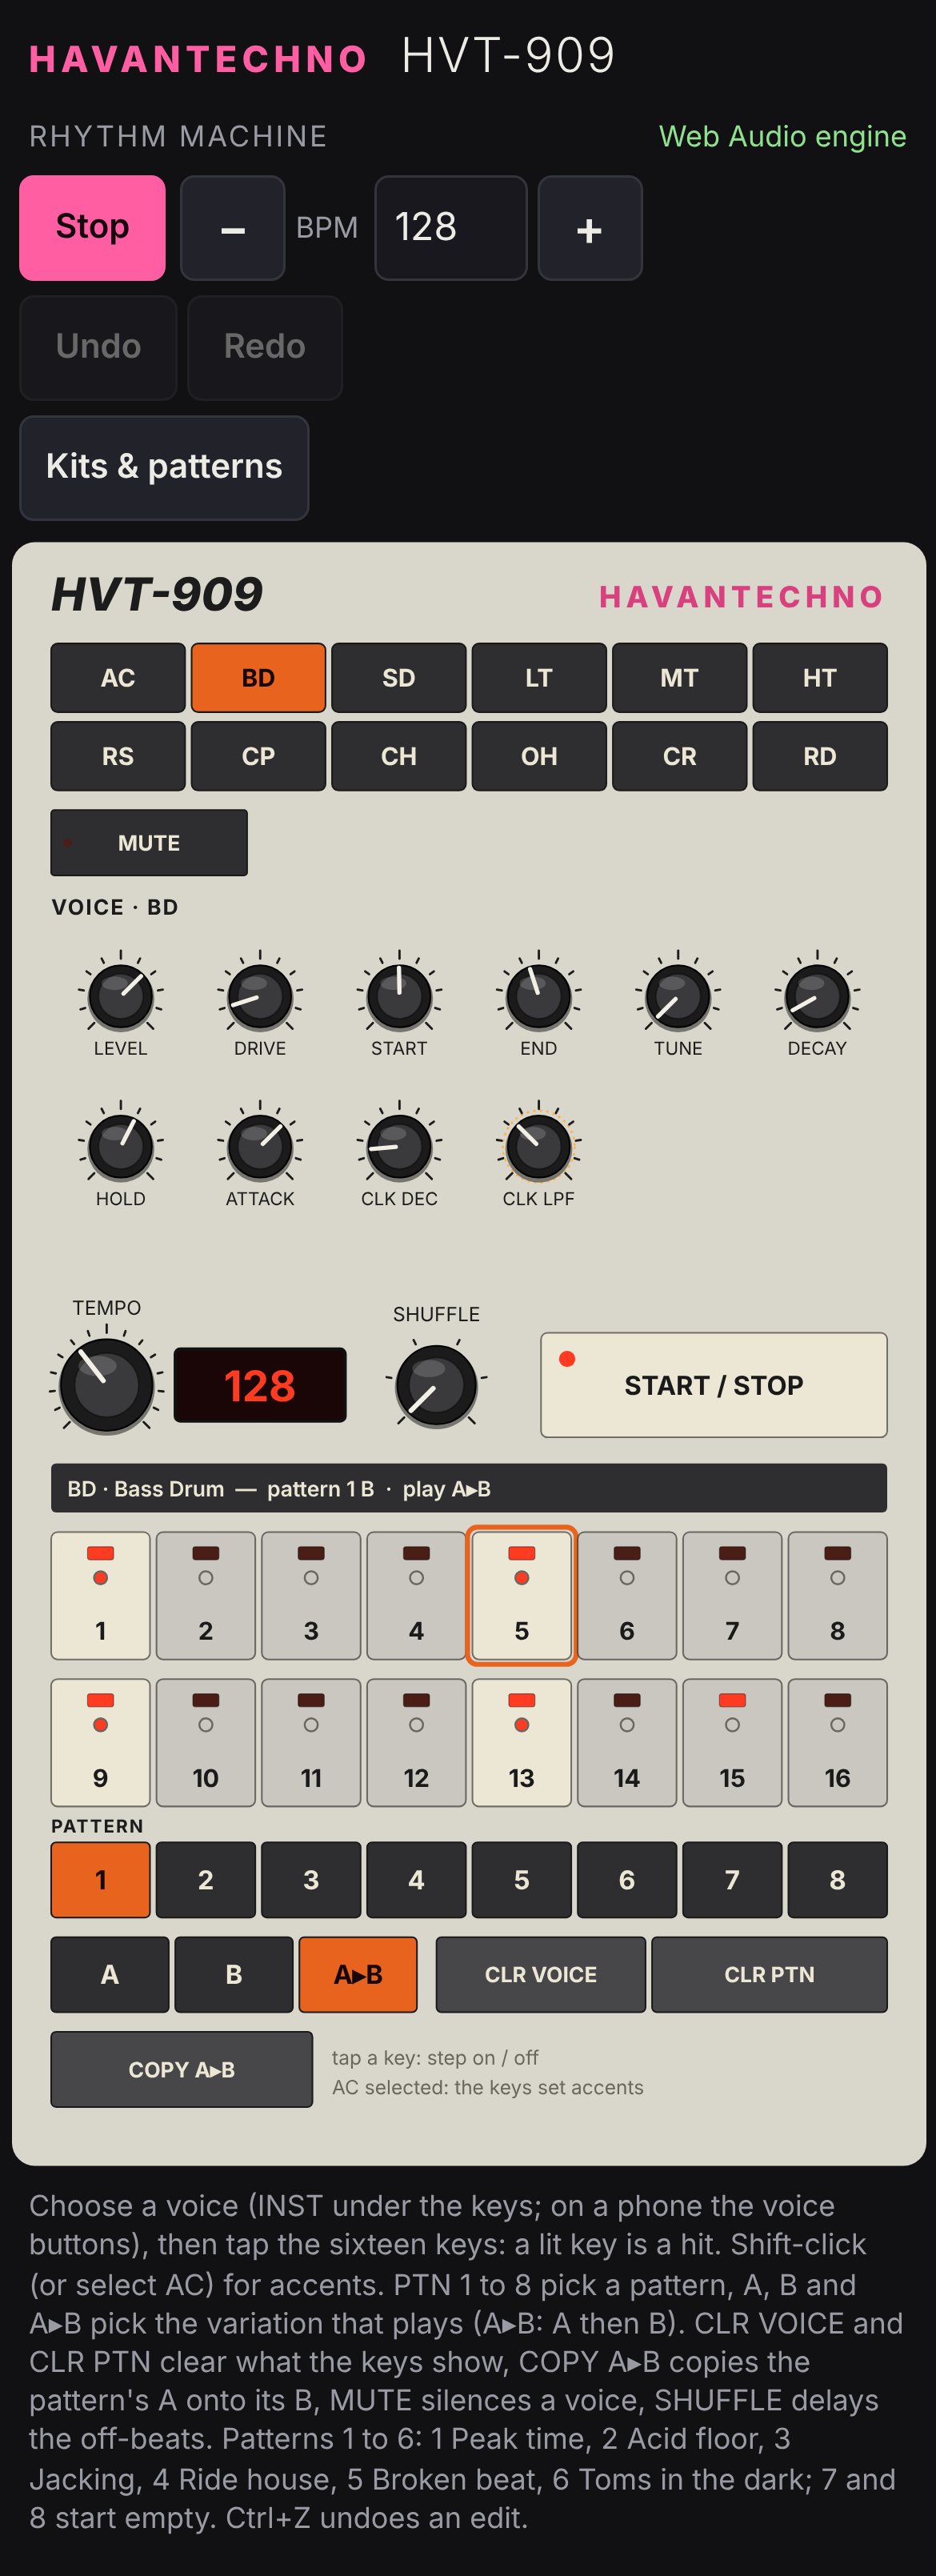 HAVANTECHNO HVT-909
RHYTHM MACHINE Web Audio engine
Stop – BPM 128 +
Undo Redo
Kits & patterns
HVT-909 HAVANTECHNO
AC BD SD LT MT HT
RS CP CH OH CR RD
MUTE
VOICE · BD
LEVEL DRIVE START END TUNE DECAY
HOLD ATTACK CLK DEC CLK LPF
TEMPO SHUFFLE
128 START / STOP
BD · Bass Drum — pattern 1 B · play A▸B
1 2 3 4 5 6 7 8
9 10 11 12 13 14 15 16
PATTERN
1 2 3 4 5 6 7 8
A B A▸B CLR VOICE CLR PTN
COPY A▸B
tap a key: step on / off
AC selected: the keys set accents
Choose a voice (INST under the keys; on a phone the voice
buttons), then tap the sixteen keys: a lit key is a hit. Shift-click
(or select AC) for accents. PTN 1 to 8 pick a pattern, A, B and
A▸B pick the variation that plays (A▸B: A then B). CLR VOICE and
CLR PTN clear what the keys show, COPY A▸B copies the
pattern's A onto its B, MUTE silences a voice, SHUFFLE delays
the off-beats. Patterns 1 to 6: 1 Peak time, 2 Acid floor, 3
Jacking, 4 Ride house, 5 Broken beat, 6 Toms in the dark; 7 and
8 start empty. Ctrl+Z undoes an edit.